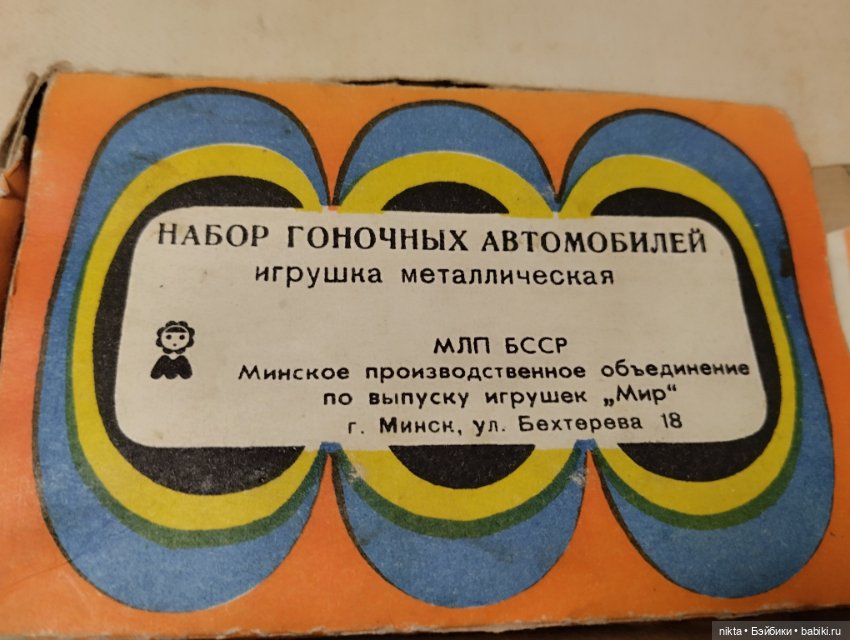 НАБОР ГОНОЧНЫХ АВТОМОБИЛЕЙ
игрушка металлическая
МЛП БССР
Минское производственное объединение
по выпуску игрушек „Мир“
г. Минск, ул. Бехтерева 18
nikta • Бэйбики • babiki.ru